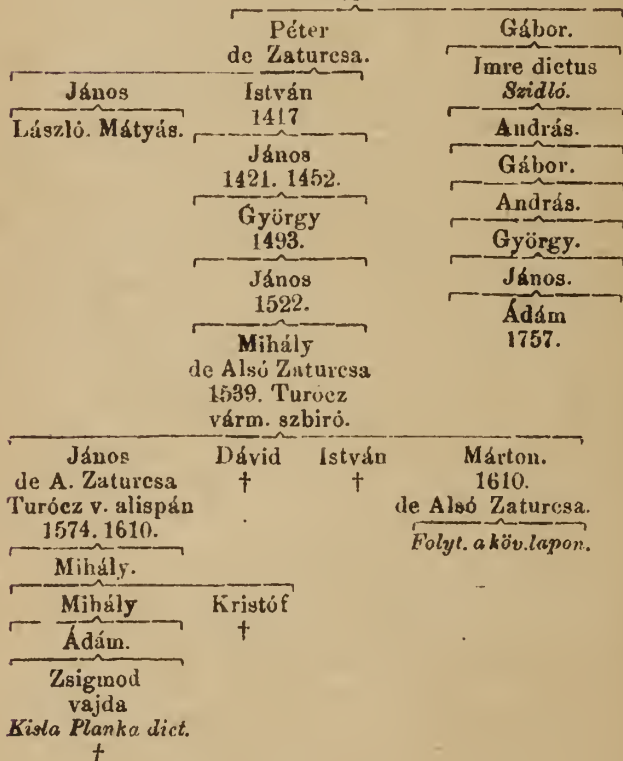 Péter Gábor.
de Zaturcsa. Imre dictus
János István Szidló.
László. Mátyás. 1417 András.
János Gábor.
1421. 1452. András.
György György.
1493. János.
János Ádám
1522. 1757.
Mihály
de Alsó Zaturcsa
1539. Turócz
várm. szbiró.
János Dávid István Márton.
de A. Zaturcsa † † 1610.
Turócz v. alispán de Alsó Zaturcsa.
1574. 1610. Folyt. a köv. lapon.
Mihály.
Mihály Kristóf
Ádám. †
Zsigmod
vajda
Kisla Planka dict.
†